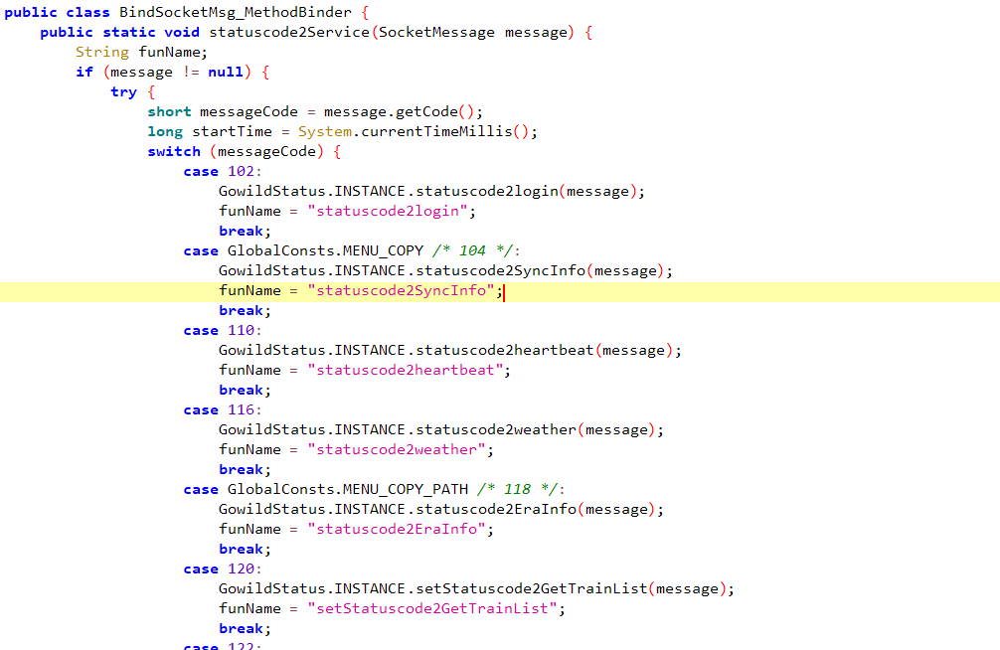 public class BindSocketMsg_MethodBinder {
    public static void statuscode2Service(SocketMessage message) {
        String funName;
        if (message != null) {
            try {
                short messageCode = message.getCode();
                long startTime = System.currentTimeMillis();
                switch (messageCode) {
                    case 102:
                        GowildStatus.INSTANCE.statuscode2login(message);
                        funName = "statuscode2login";
                        break;
                    case GlobalConsts.MENU_COPY /* 104 */:
                        GowildStatus.INSTANCE.statuscode2SyncInfo(message);
                        funName = "statuscode2SyncInfo";
                        break;
                    case 110:
                        GowildStatus.INSTANCE.statuscode2heartbeat(message);
                        funName = "statuscode2heartbeat";
                        break;
                    case 116:
                        GowildStatus.INSTANCE.statuscode2weather(message);
                        funName = "statuscode2weather";
                        break;
                    case GlobalConsts.MENU_COPY_PATH /* 118 */:
                        GowildStatus.INSTANCE.statuscode2EraInfo(message);
                        funName = "statuscode2EraInfo";
                        break;
                    case 120:
                        GowildStatus.INSTANCE.setStatuscode2GetTrainList(message);
                        funName = "setStatuscode2GetTrainList";
                        break;
                    case 122: